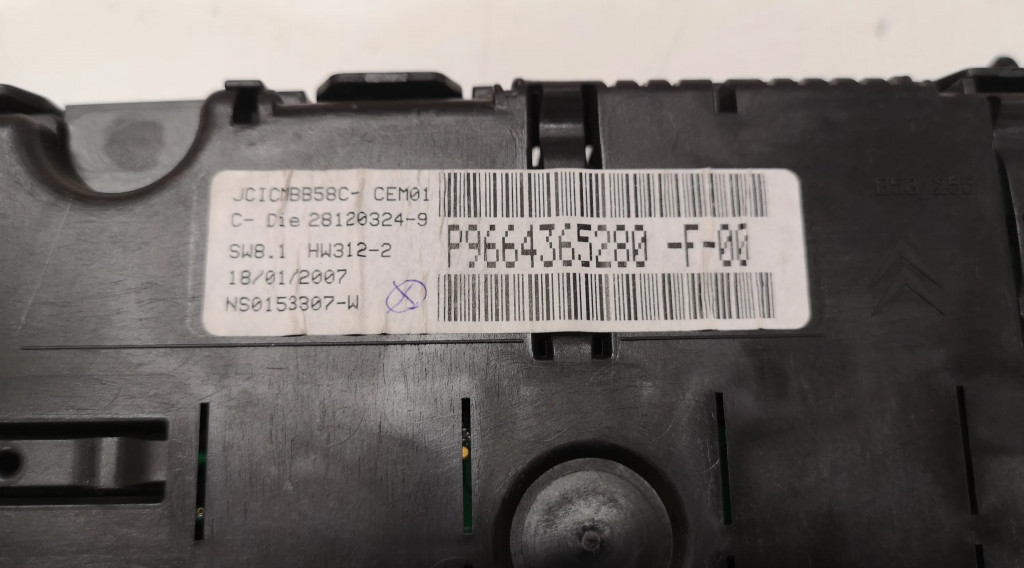 JCICMBB58C- CEM01
C- Die 28120324-9
SW8.1 HW312-2
18/01/2007
NS0153307-W
P9664365280 -F-00